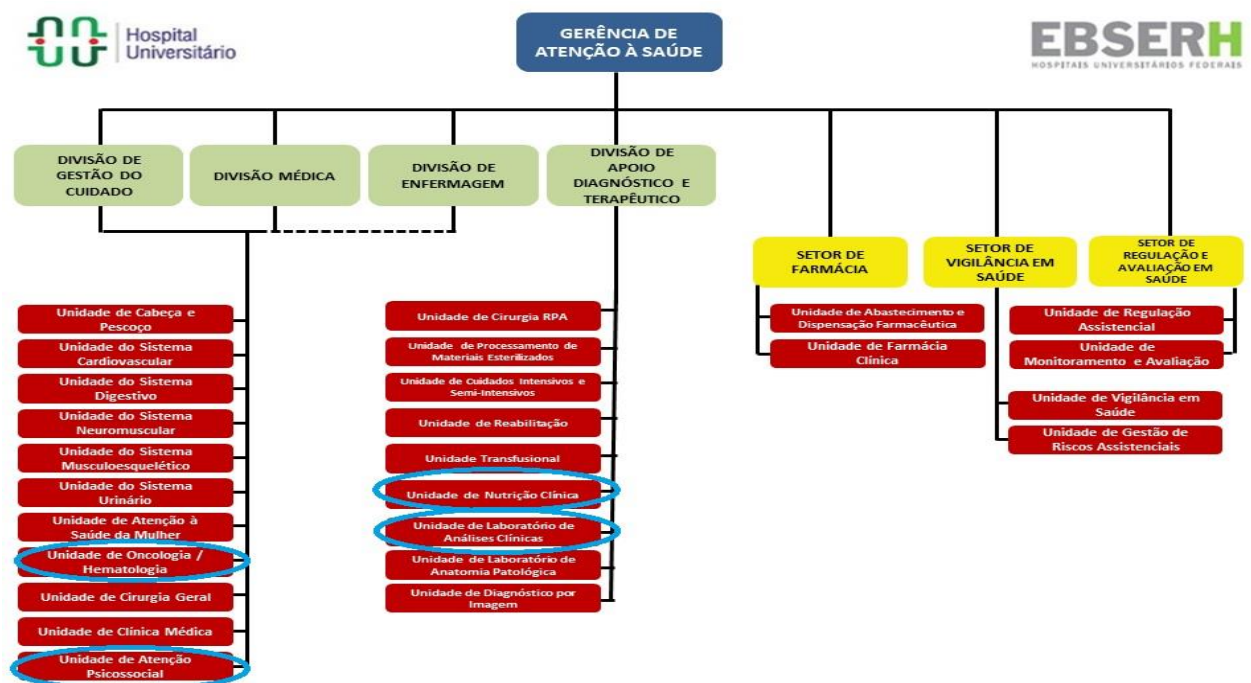 Hospital
Universitário
GERÊNCIA DE
ATENÇÃO À SAÚDE
EBSERH
HOSPITAIS UNIVERSITÁRIOS FEDERAIS
DIVISÃO DE
GESTÃO DO
CUIDADO
DIVISÃO MÉDICA
DIVISÃO DE
ENFERMAGEM
DIVISÃO DE
APOIO
DIAGNÓSTICO E
TERAPÊUTICO
SETOR DE
FARMÁCIA
SETOR DE
VIGILÂNCIA EM
SAÚDE
SETOR DE
REGULAÇÃO E
AVALIAÇÃO EM
SAÚDE
Unidade de Cabeça e
Pescoço
Unidade do Sistema
Cardiovascular
Unidade do Sistema
Digestivo
Unidade do Sistema
Neuromuscular
Unidade do Sistema
Musculoesquelético
Unidade do Sistema
Urinário
Unidade de Atenção à
Saúde da Mulher
Unidade de Oncologia /
Hematologia
Unidade de Cirurgia Geral
Unidade de Clínica Médica
Unidade de Atenção
Psicossocial
Unidade de Cirurgia RPA
Unidade de Processamento de
Materiais Esterilizados
Unidade de Cuidados Intensivos e
Semi-Intensivos
Unidade de Reabilitação
Unidade Transfusional
Unidade de Nutrição Clínica
Unidade de Laboratório de
Análises Clínicas
Unidade de Laboratório de
Anatomia Patológica
Unidade de Diagnóstico por
Imagem
Unidade de Abastecimento e
Dispensação Farmacêutica
Unidade de Farmácia
Clínica
Unidade de Regulação
Assistencial
Unidade de
Monitoramento e Avaliação
Unidade de Vigilância em
Saúde
Unidade de Gestão de
Riscos Assistenciais